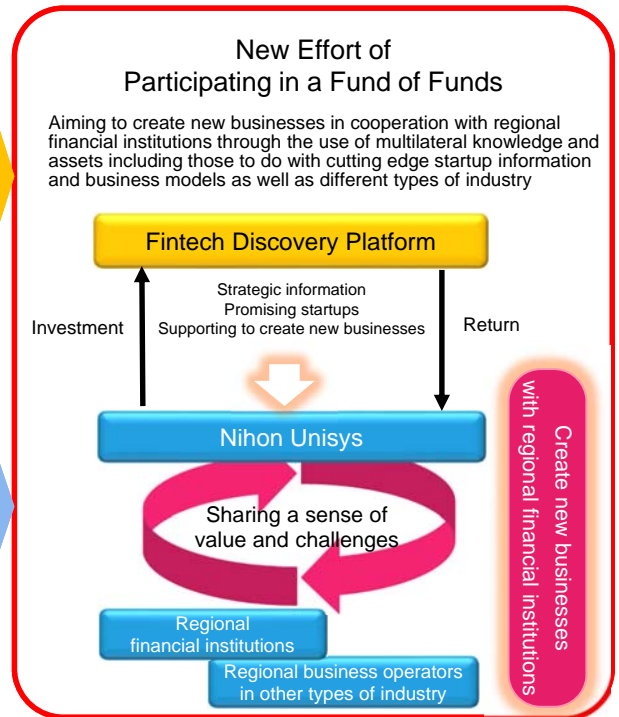 New Effort of
Participating in a Fund of Funds
Aiming to create new businesses in cooperation with regional
financial institutions through the use of multilateral knowledge and
assets including those to do with cutting edge startup information
and business models as well as different types of industry
Fintech Discovery Platform
Strategic information
Promising startups
Supporting to create new businesses
Investment
Return
Nihon Unisys
Sharing a sense of
value and challenges
Regional
financial institutions
Regional business operators
in other types of industry
Create new businesses
with regional financial institutions